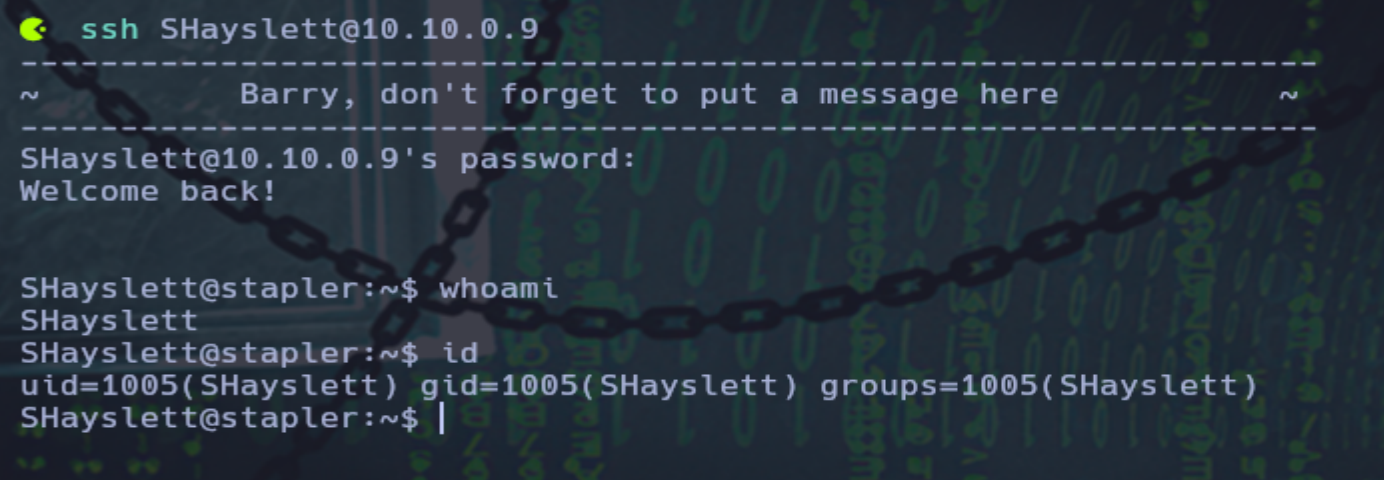 ssh SHayslett@10.10.0.9
-----------------------------------------------------------------
~          Barry, don't forget to put a message here           ~
-----------------------------------------------------------------
SHayslett@10.10.0.9's password:
Welcome back!
SHayslett@stapler:~$ whoami
SHayslett
SHayslett@stapler:~$ id
uid=1005(SHayslett) gid=1005(SHayslett) groups=1005(SHayslett)
SHayslett@stapler:~$